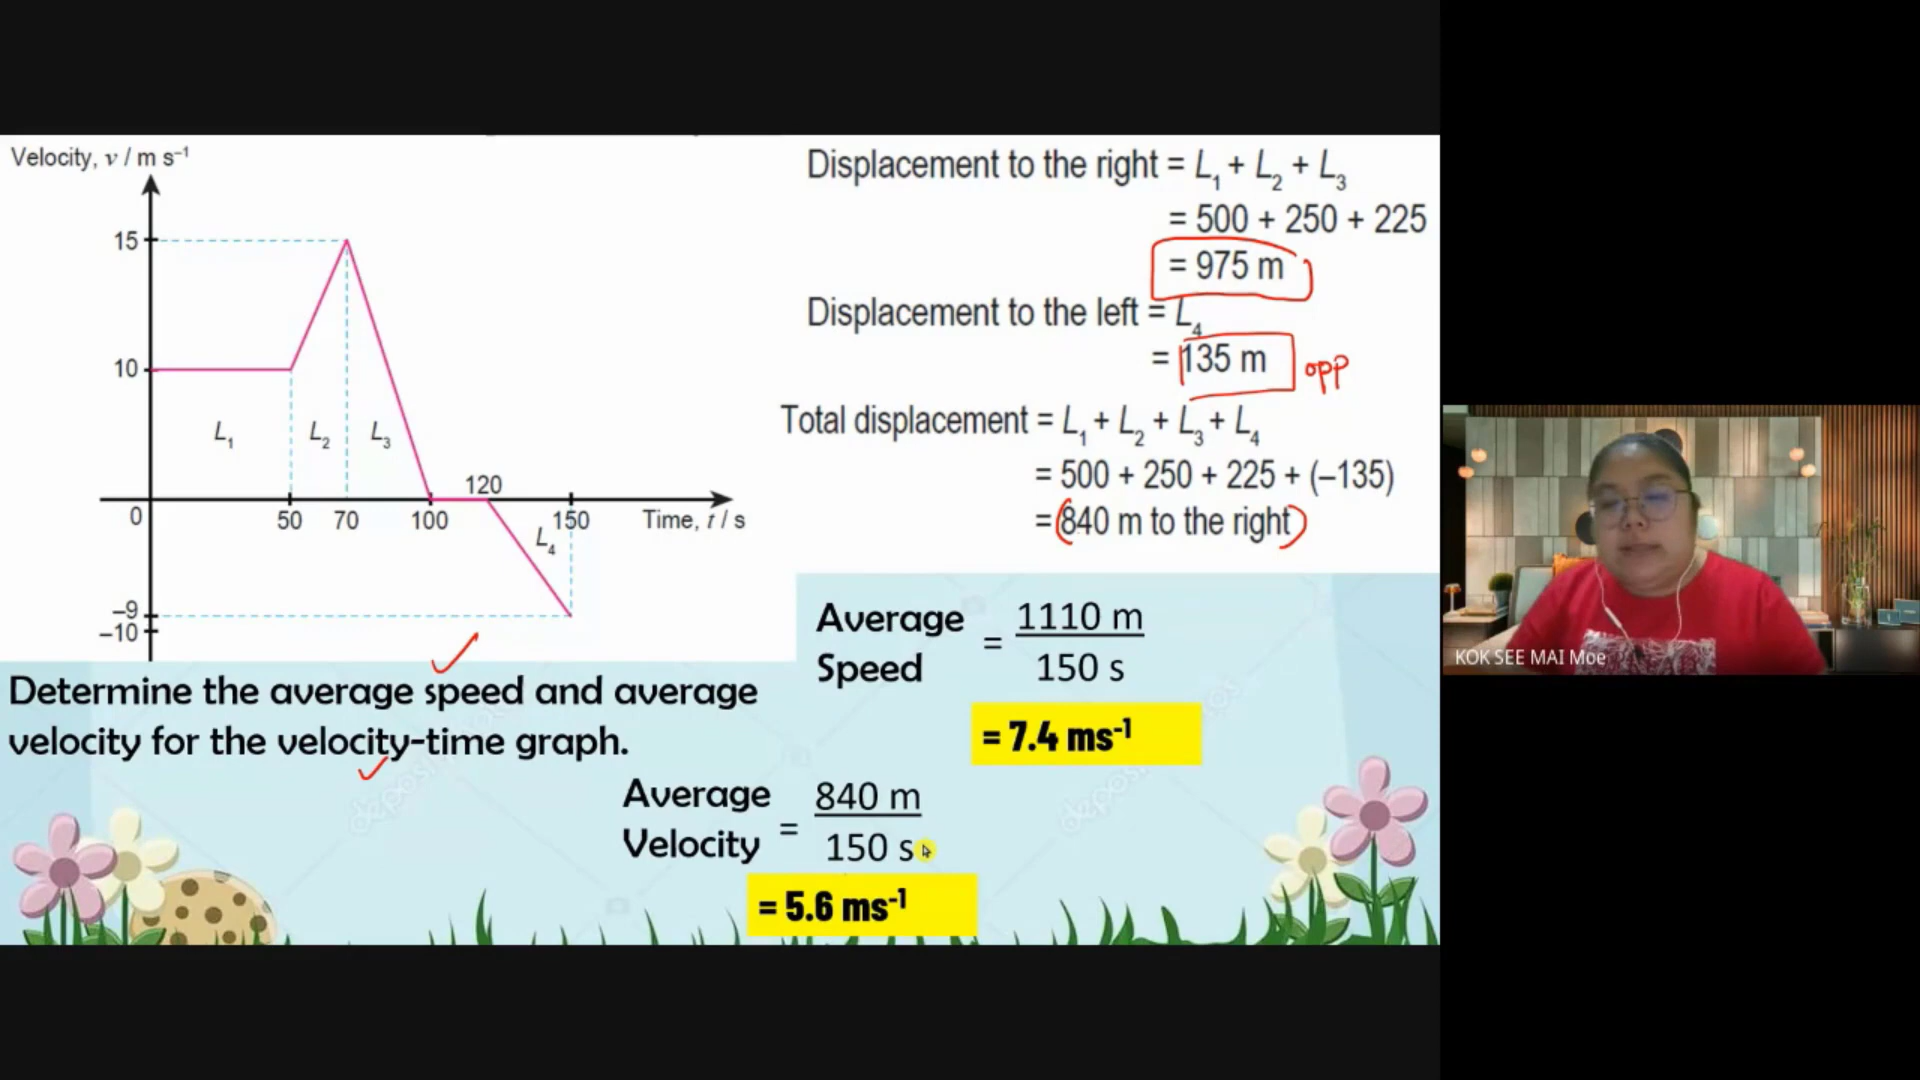 Velocity, v / m s⁻¹
15
10
L₁
L₂
L₃
120
0
50
70
100
150
Time, t / s
L₄
–9
–10
Displacement to the right = L₁ + L₂ + L₃
= 500 + 250 + 225
= 975 m
Displacement to the left = L₄
= 135 m
opp
Total displacement = L₁ + L₂ + L₃ + L₄
= 500 + 250 + 225 + (–135)
= (840 m to the right)
Determine the average speed and average
velocity for the velocity-time graph.
Average
Speed
=
1110 m
150 s
= 7.4 ms⁻¹
Average
Velocity
=
840 m
150 s
= 5.6 ms⁻¹
KOK SEE MAI Moe